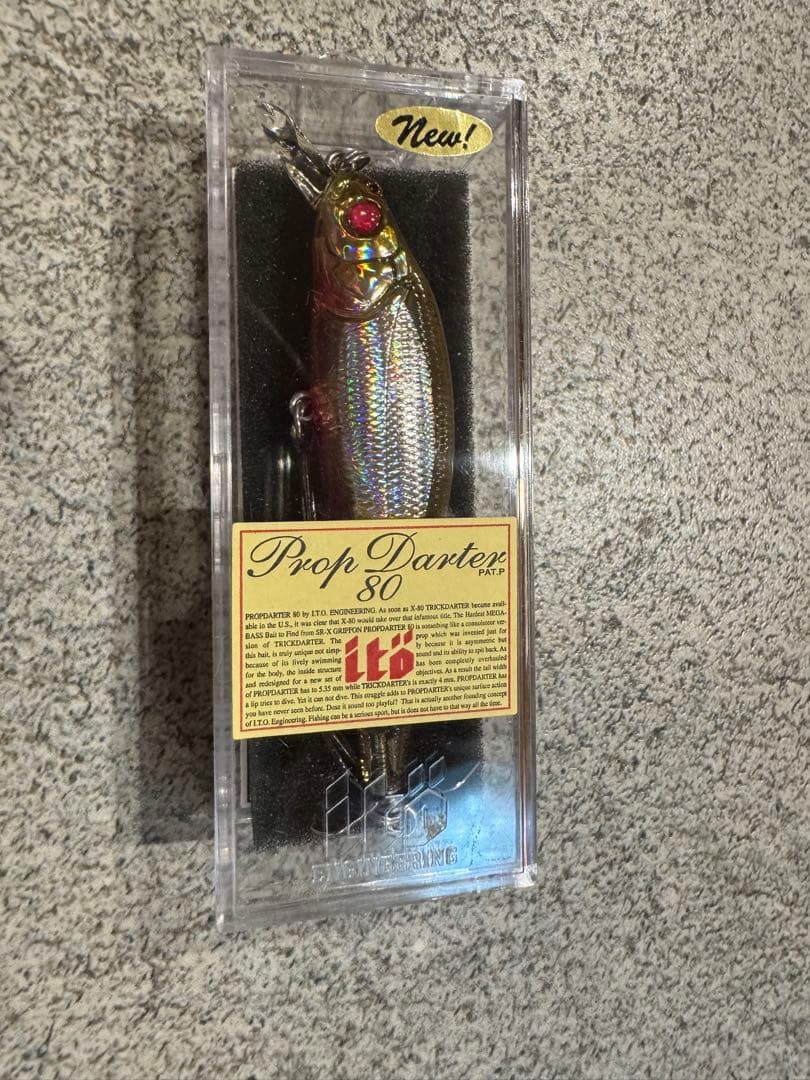 New!
Prop Darter
PAT.P
80
PROPDARTER 80 by I.T.O. ENGINEERING. As soon as X-80 TRICKDARTER became avail-
able in the U.S., it was clear that X-80 would take over that infamous title, The Hardest MEGA-
BASS Bait to Find from SR-X GRIFFON PROPDARTER 80 is something like a comsoloter ver-
sion of TRICKDARTER. The prop which was invented just for
this bait, is truly unique not simp- ly because it is asymmetric but
because of its lively swimming sound and its ability to spit back. As
for the body, the inside structure has been completely overhauled
and redesigned for a new set of objectives. As a result the tail width
of PROPDARTER has to 5.35 mm while TRICKDARTER's is exactly 4 mm. PROPDARTER has
a lip tries to dive. Yet it can not dive. This struggle adds to PROPDARTER's unique surface action
you have never seen before. Dose it sound too playful? That is actually another founding concept
of I.T.O. Engineering. Fishing can be a serious sport, but is does not have to that way all the time.
itö
ENGINEERING